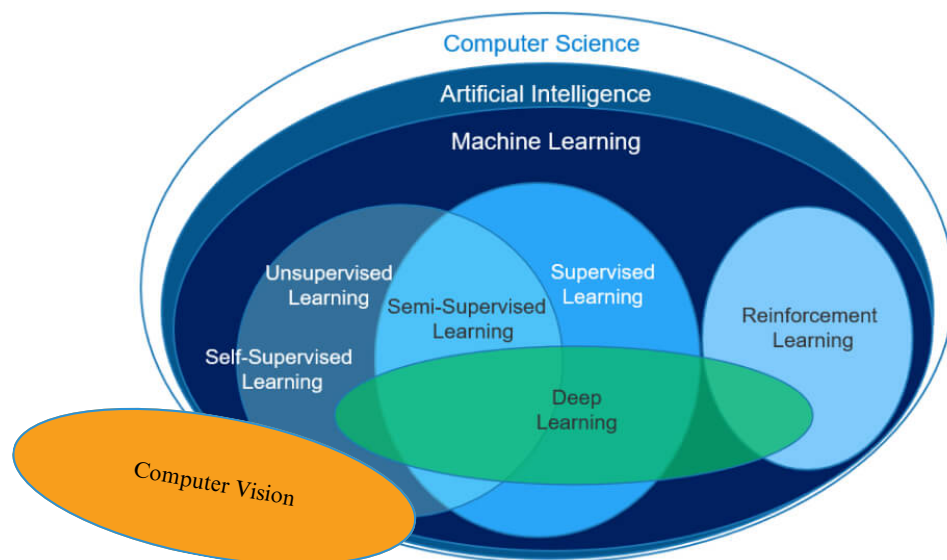 Computer Science
Artificial Intelligence
Machine Learning
Unsupervised
Learning
Supervised
Learning
Semi-Supervised
Learning
Reinforcement
Learning
Self-Supervised
Learning
Deep
Learning
Computer Vision